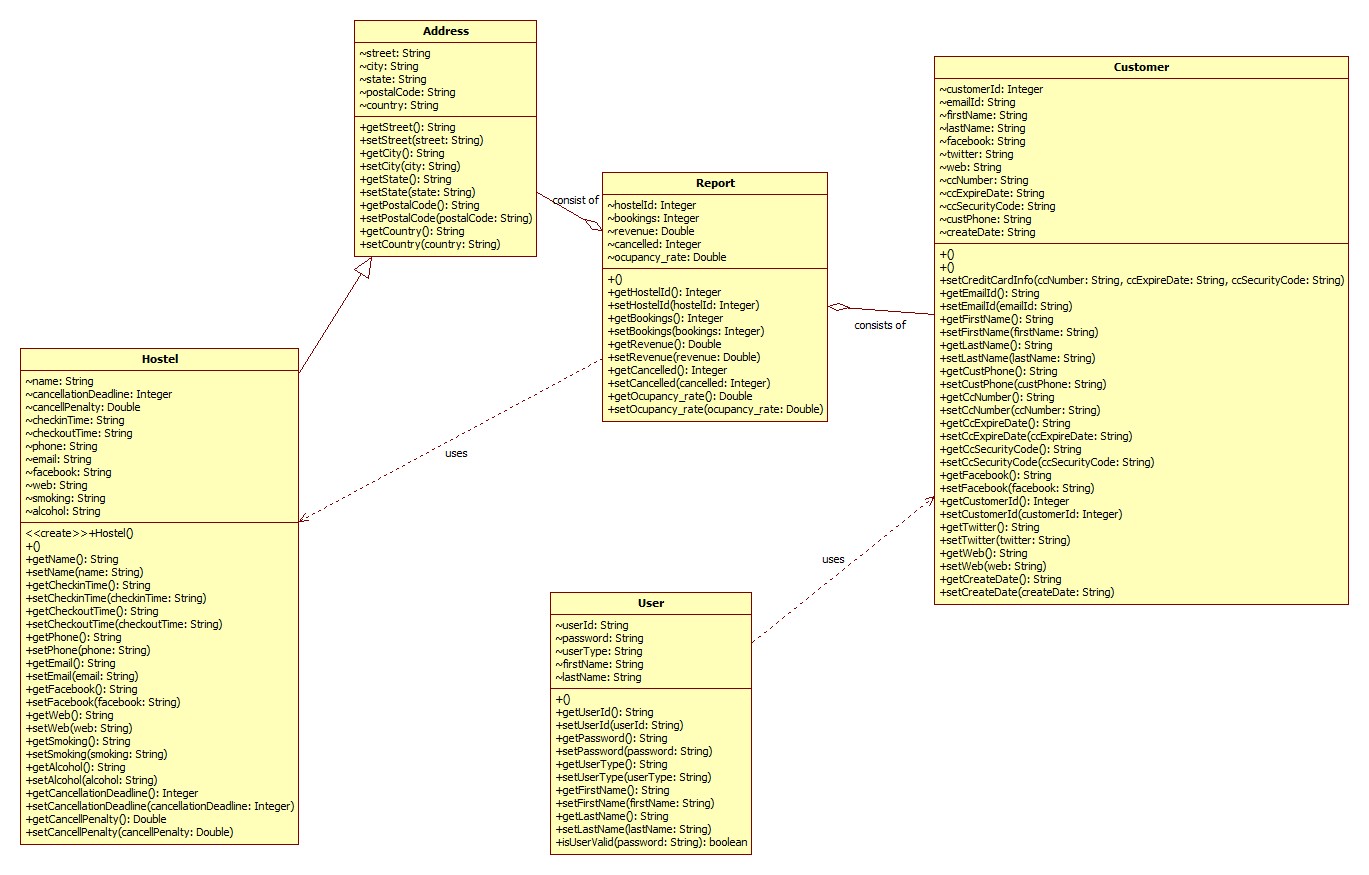 Address
~street: String
~city: String
~state: String
~postalCode: String
~country: String
+getStreet(): String
+setStreet(street: String)
+getCity(): String
+setCity(city: String)
+getState(): String
+setState(state: String)
+getPostalCode(): String
+setPostalCode(postalCode: String)
+getCountry(): String
+setCountry(country: String)
consist of
Report
~hostelId: Integer
~bookings: Integer
~revenue: Double
~cancelled: Integer
~ocupancy_rate: Double
+()
+getHostelId(): Integer
+setHostelId(hostelId: Integer)
+getBookings(): Integer
+setBookings(bookings: Integer)
+getRevenue(): Double
+setRevenue(revenue: Double)
+getCancelled(): Integer
+setCancelled(cancelled: Integer)
+getOcupancy_rate(): Double
+setOcupancy_rate(ocupancy_rate: Double)
consists of
Customer
~customerId: Integer
~emailId: String
~firstName: String
~lastName: String
~facebook: String
~twitter: String
~web: String
~ccNumber: String
~ccExpireDate: String
~ccSecurityCode: String
~custPhone: String
~createDate: String
+()
+()
+setCreditCardInfo(ccNumber: String, ccExpireDate: String, ccSecurityCode: String)
+getEmailId(): String
+setEmailId(emailId: String)
+getFirstName(): String
+setFirstName(firstName: String)
+getLastName(): String
+setLastName(lastName: String)
+getCustPhone(): String
+setCustPhone(custPhone: String)
+getCcNumber(): String
+setCcNumber(ccNumber: String)
+getCcExpireDate(): String
+setCcExpireDate(ccExpireDate: String)
+getCcSecurityCode(): String
+setCcSecurityCode(ccSecurityCode: String)
+getFacebook(): String
+setFacebook(facebook: String)
+getCustomerId(): Integer
+setCustomerId(customerId: Integer)
+getTwitter(): String
+setTwitter(twitter: String)
+getWeb(): String
+setWeb(web: String)
+getCreateDate(): String
+setCreateDate(createDate: String)
Hostel
~name: String
~cancellationDeadline: Integer
~cancellPenalty: Double
~checkinTime: String
~checkoutTime: String
~phone: String
~email: String
~facebook: String
~web: String
~smoking: String
~alcohol: String
<<create>>+Hostel()
+()
+getName(): String
+setName(name: String)
+getCheckinTime(): String
+setCheckinTime(checkinTime: String)
+getCheckoutTime(): String
+setCheckoutTime(checkoutTime: String)
+getPhone(): String
+setPhone(phone: String)
+getEmail(): String
+setEmail(email: String)
+getFacebook(): String
+setFacebook(facebook: String)
+getWeb(): String
+setWeb(web: String)
+getSmoking(): String
+setSmoking(smoking: String)
+getAlcohol(): String
+setAlcohol(alcohol: String)
+getCancellationDeadline(): Integer
+setCancellationDeadline(cancellationDeadline: Integer)
+getCancellPenalty(): Double
+setCancellPenalty(cancellPenalty: Double)
uses
uses
User
~userId: String
~password: String
~userType: String
~firstName: String
~lastName: String
+()
+getUserId(): String
+setUserId(userId: String)
+getPassword(): String
+setPassword(password: String)
+getUserType(): String
+setUserType(userType: String)
+getFirstName(): String
+setFirstName(firstName: String)
+getLastName(): String
+setLastName(lastName: String)
+isUserValid(password: String): boolean